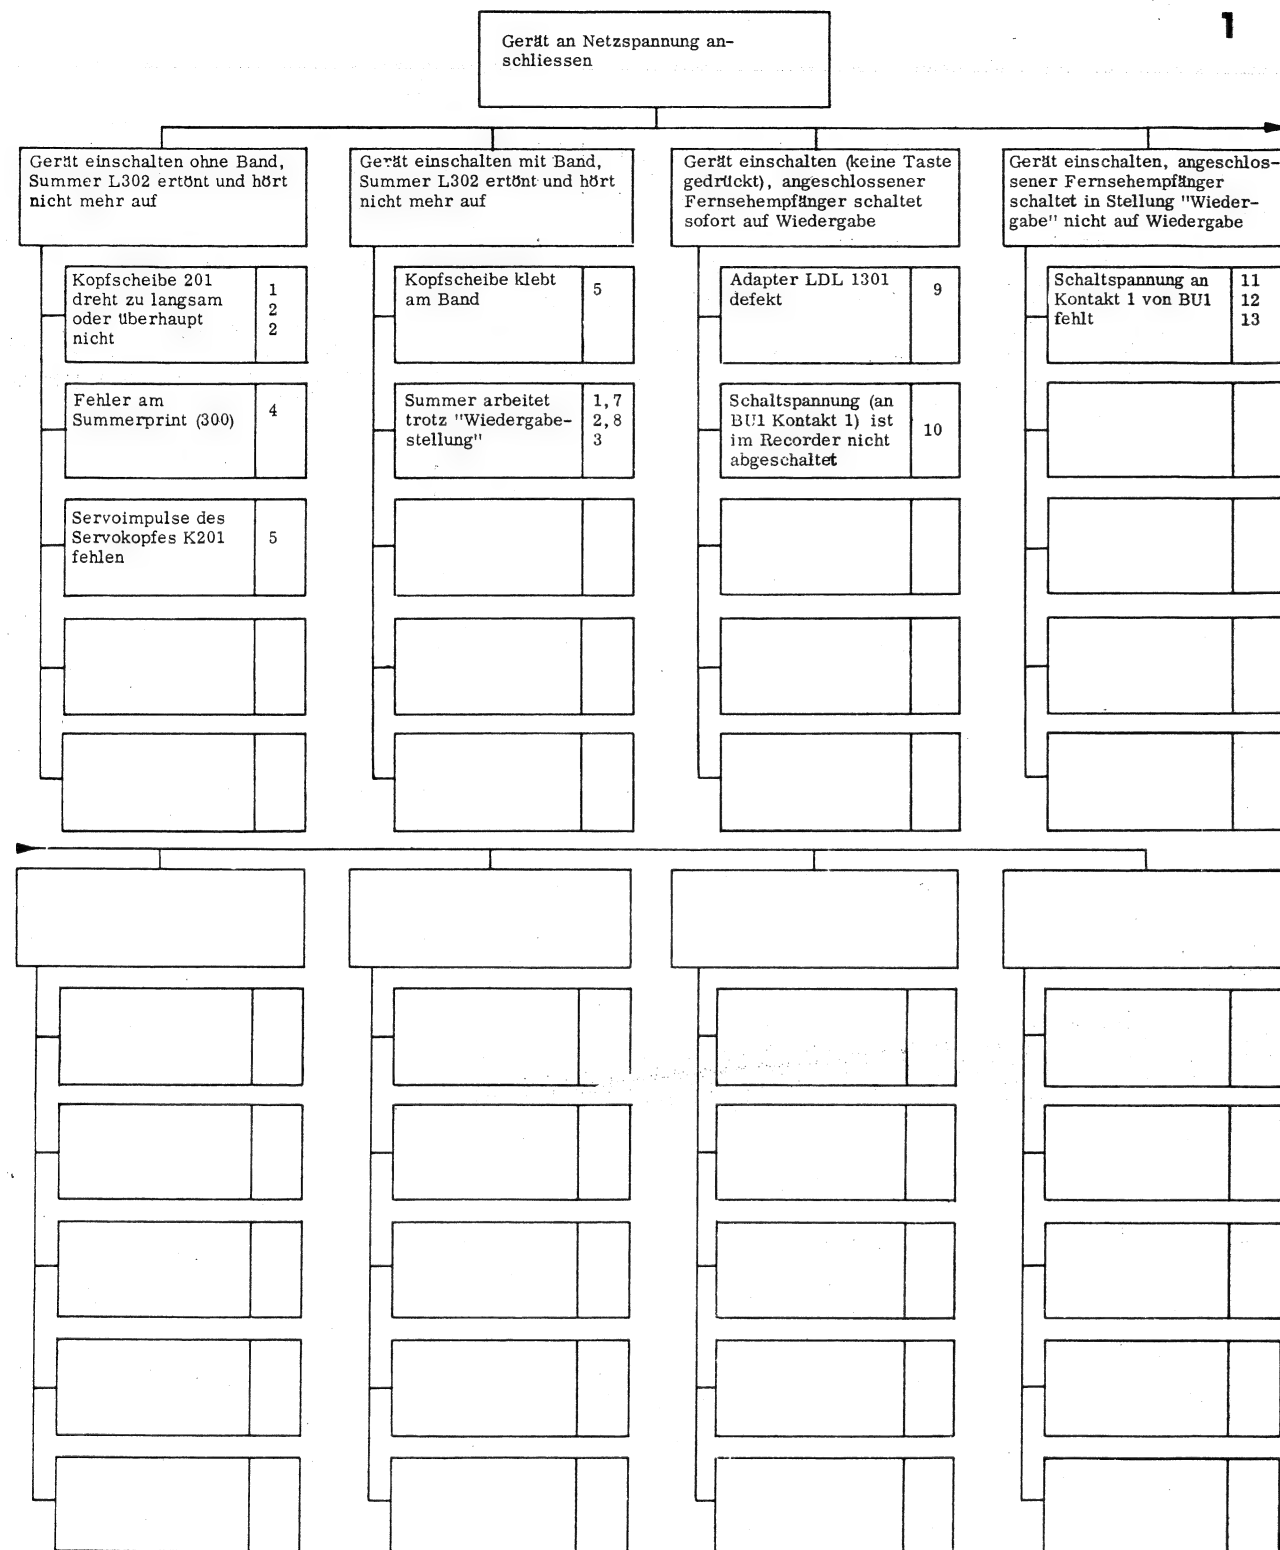 1
Gerät an Netzspannung an-
schliessen
Gerät einschalten ohne Band,
Summer L302 ertönt und hört
nicht mehr auf
Gerät einschalten mit Band,
Summer L302 ertönt und hört
nicht mehr auf
Gerät einschalten (keine Taste
gedrückt), angeschlossener
Fernsehempfänger schaltet
sofort auf Wiedergabe
Gerät einschalten, angeschlos-
sener Fernsehempfänger
schaltet in Stellung "Wieder-
gabe" nicht auf Wiedergabe
Kopfscheibe 201
dreht zu langsam
oder überhaupt
nicht
1
2
2
Kopfscheibe klebt
am Band
5
Adapter LDL 1301
defekt
9
Schaltspannung an
Kontakt 1 von BU1
fehlt
11
12
13
Fehler am
Summerprint (300)
4
Summer arbeitet
trotz "Wiedergabe-
stellung"
1,7
2,8
3
Schaltspannung (an
BU1 Kontakt 1) ist
im Recorder nicht
abgeschaltet
10
Servoimpulse des
Servokopfes K201
fehlen
5